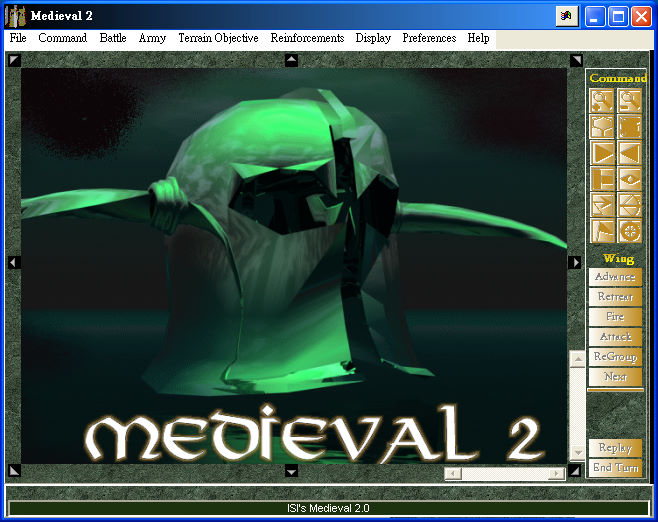 Medieval 2
File Command Battle Army Terrain Objective Reinforcements Display Preferences Help
Command
Wing
Advance
Retreat
Fire
Attack
ReGroup
Next
MEDIEVAL 2
Replay
End Turn
ISI's Medieval 2.0